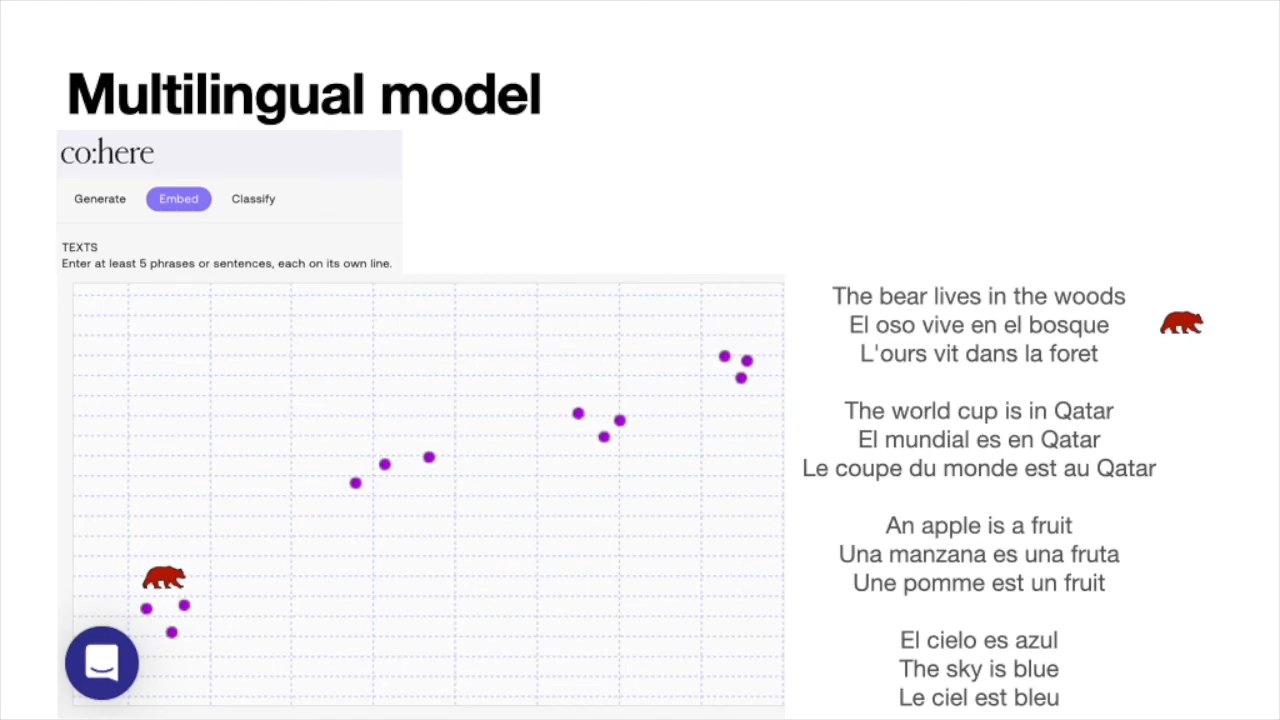 Multilingual model
co:here
Generate Embed Classify
TEXTS
Enter at least 5 phrases or sentences, each on its own line.
The bear lives in the woods
El oso vive en el bosque
L'ours vit dans la foret
The world cup is in Qatar
El mundial es en Qatar
Le coupe du monde est au Qatar
An apple is a fruit
Una manzana es una fruta
Une pomme est un fruit
El cielo es azul
The sky is blue
Le ciel est bleu